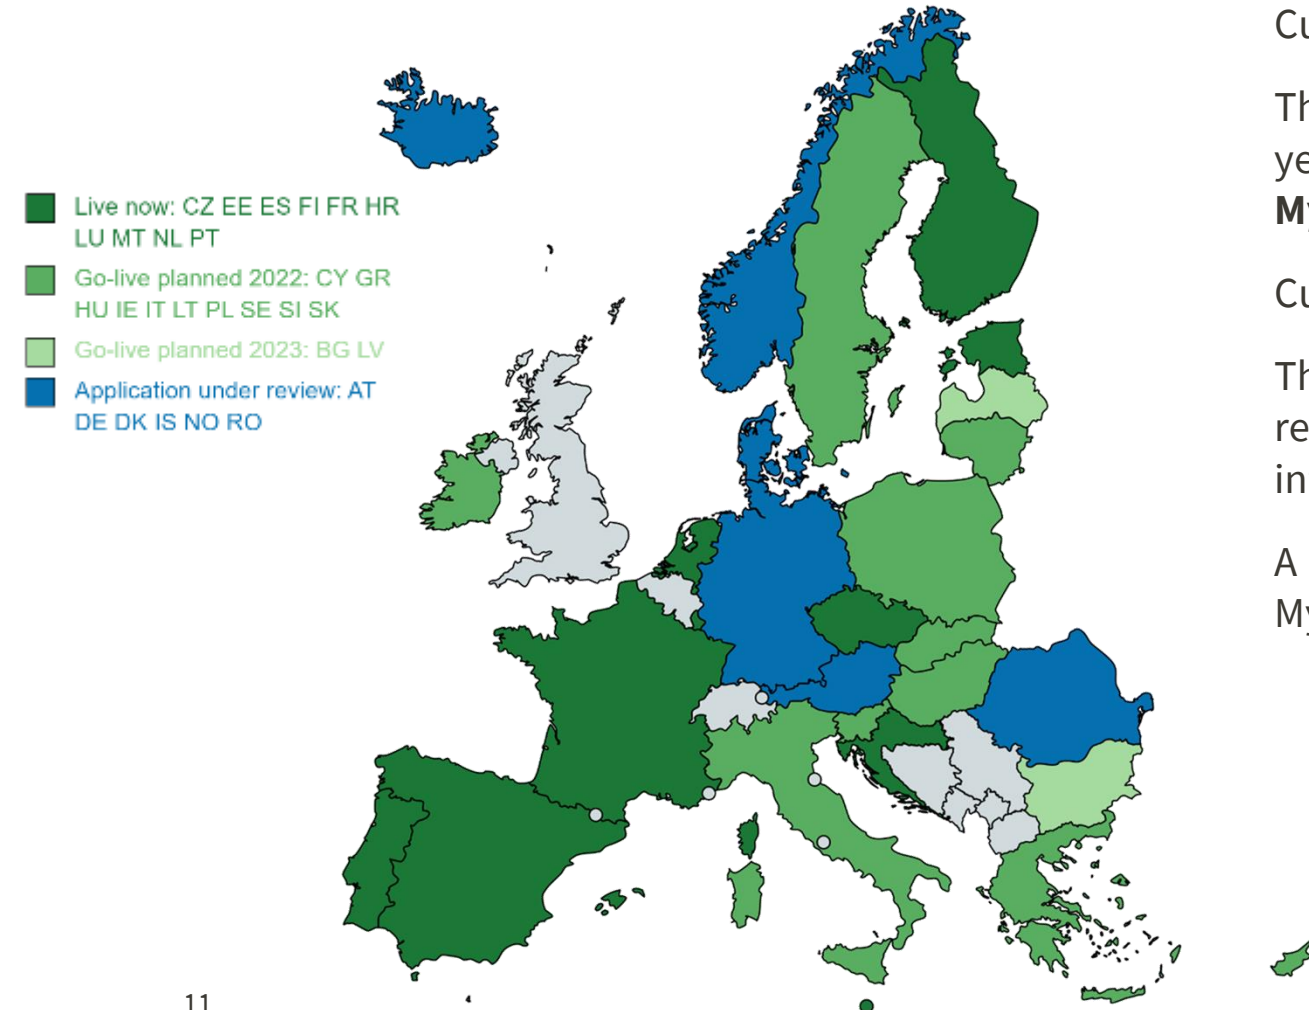 Live now: CZ EE ES FI FR HR
LU MT NL PT
Go-live planned 2022: CY GR
HU IE IT LT PL SE SI SK
Go-live planned 2023: BG LV
Application under review: AT
DE DK IS NO RO
11
A